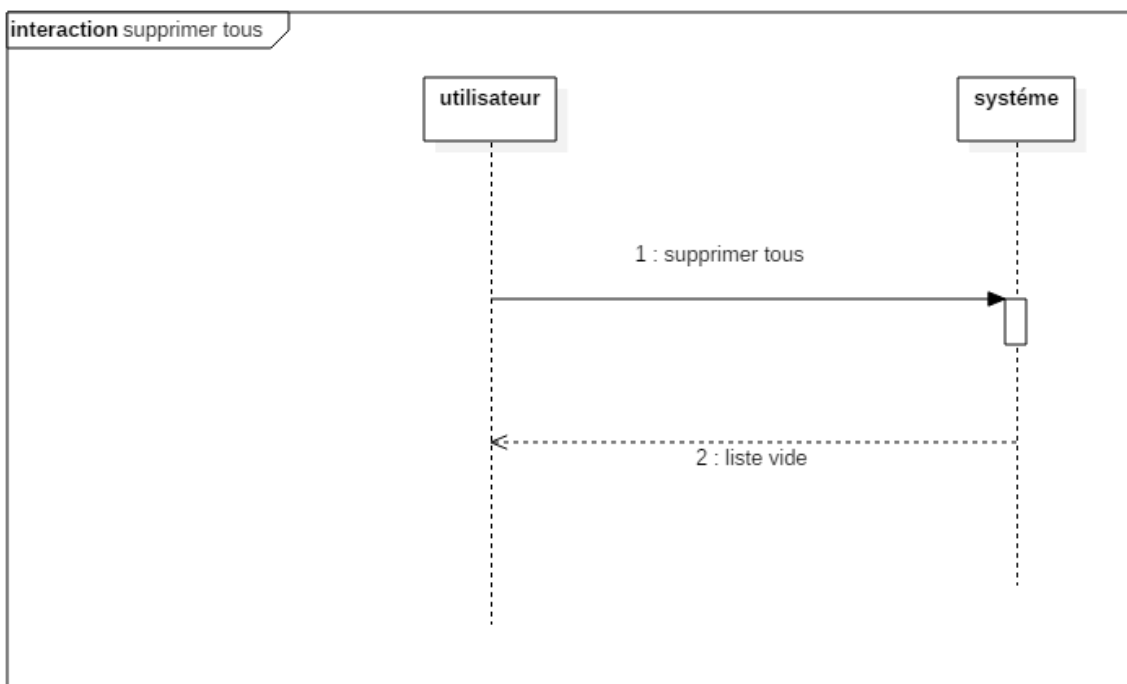 interaction supprimer tous
utilisateur
systéme
1 : supprimer tous
2 : liste vide